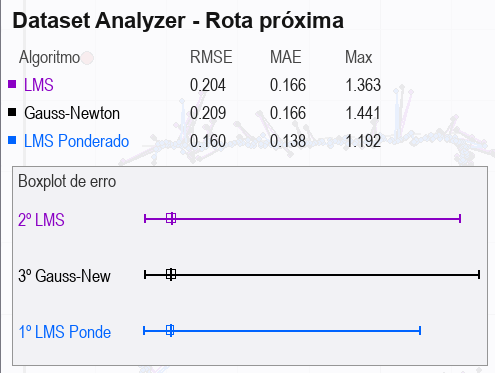 Dataset Analyzer - Rota próxima
Algoritmo RMSE MAE Max
LMS 0.204 0.166 1.363
Gauss-Newton 0.209 0.166 1.441
LMS Ponderado 0.160 0.138 1.192
Boxplot de erro
2º LMS
3º Gauss-New
1º LMS Ponde